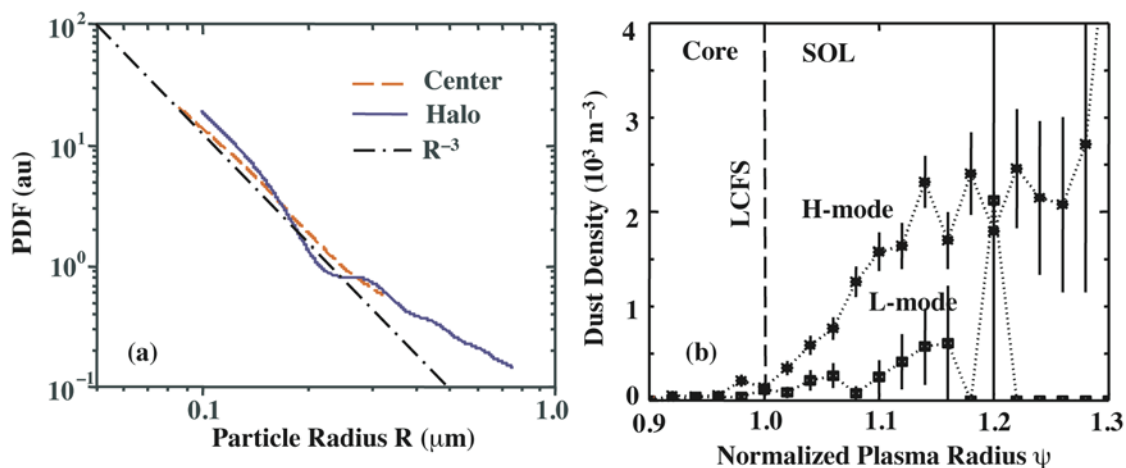 10²
10¹
10⁰
10⁻¹
PDF (au)
Center
Halo
R⁻³
(a)
0.1
1.0
Particle Radius R (μm)
4
3
2
1
0
Dust Density (10³ m⁻³)
Core
SOL
LCFS
H-mode
L-mode
(b)
0.9
1.0
1.1
1.2
1.3
Normalized Plasma Radius ψ